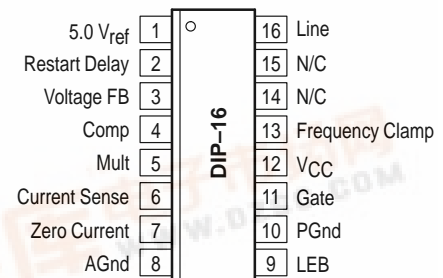 5.0 Vref 1
Restart Delay 2
Voltage FB 3
Comp 4
Mult 5
Current Sense 6
Zero Current 7
AGnd 8
DIP–16
16 Line
15 N/C
14 N/C
13 Frequency Clamp
12 VCC
11 Gate
10 PGnd
9 LEB